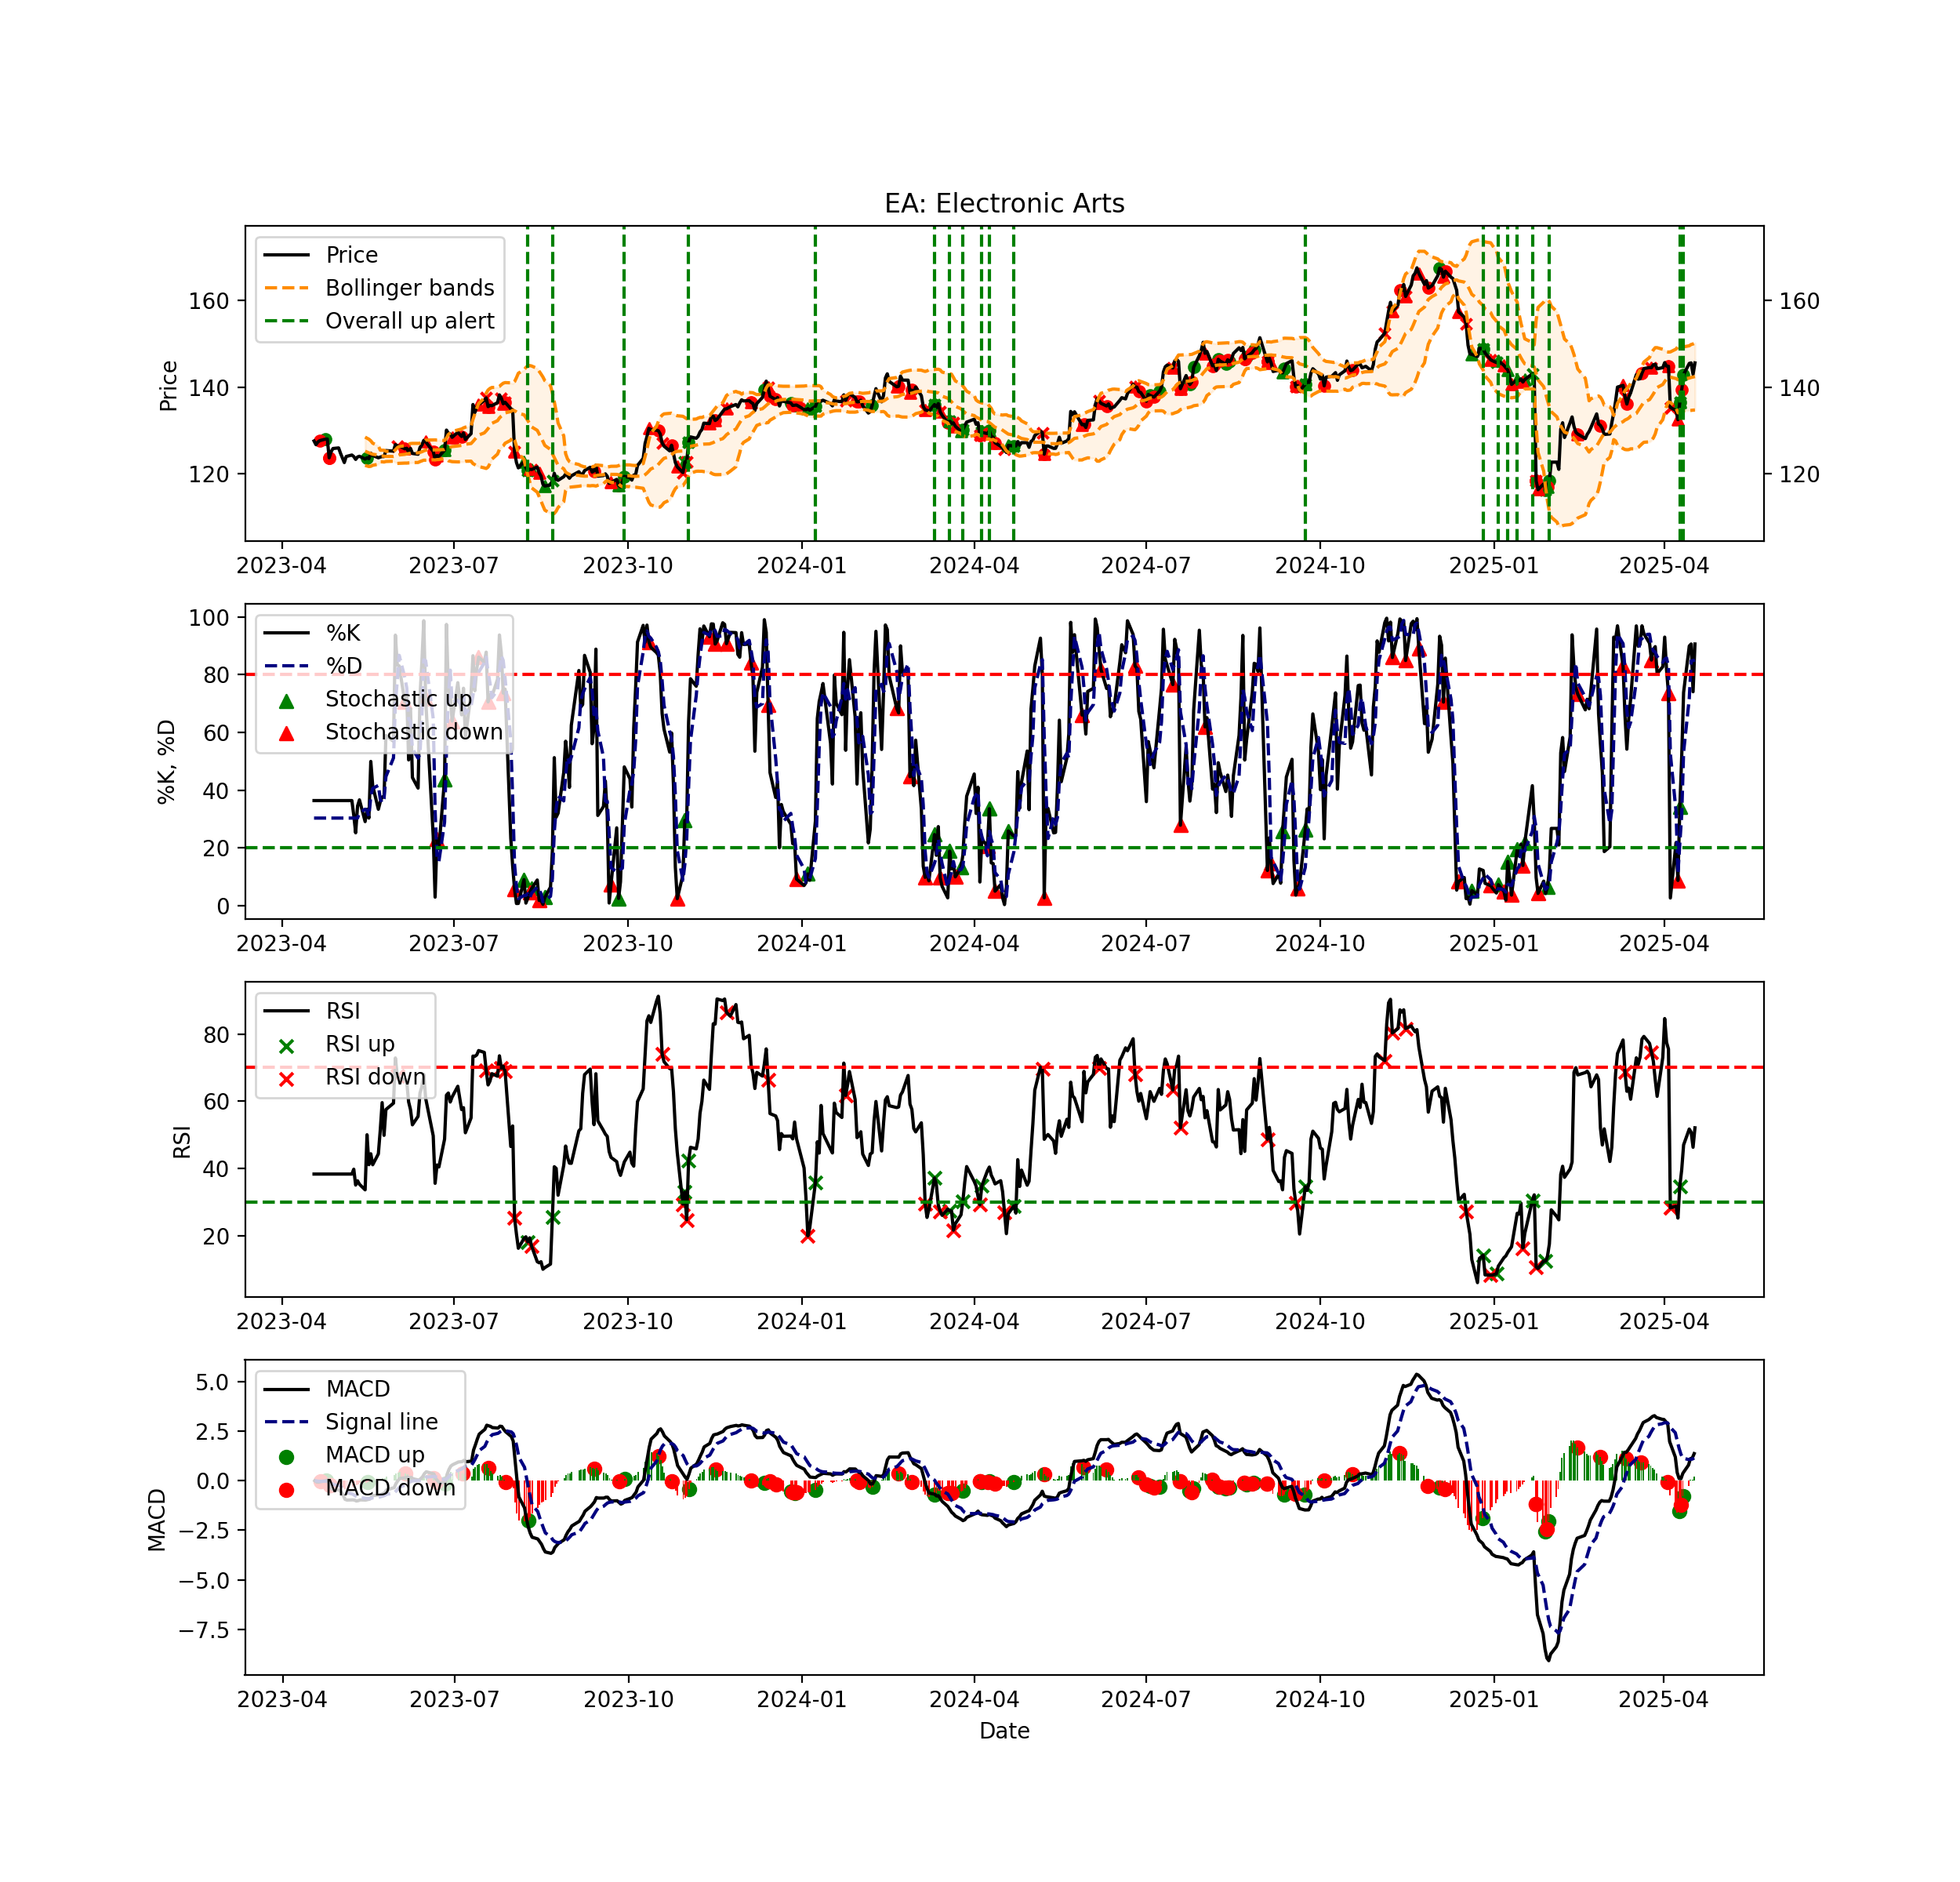 EA: Electronic Arts
Price
Bollinger bands
Overall up alert
160
140
120
160
140
120
Price
2023-04 2023-07 2023-10 2024-01 2024-04 2024-07 2024-10 2025-01 2025-04
%K
%D
Stochastic up
Stochastic down
100
80
60
40
20
0
%K, %D
2023-04 2023-07 2023-10 2024-01 2024-04 2024-07 2024-10 2025-01 2025-04
RSI
RSI up
RSI down
80
60
40
20
RSI
2023-04 2023-07 2023-10 2024-01 2024-04 2024-07 2024-10 2025-01 2025-04
MACD
Signal line
MACD up
MACD down
5.0
2.5
0.0
−2.5
−5.0
−7.5
MACD
2023-04 2023-07 2023-10 2024-01 2024-04 2024-07 2024-10 2025-01 2025-04
Date